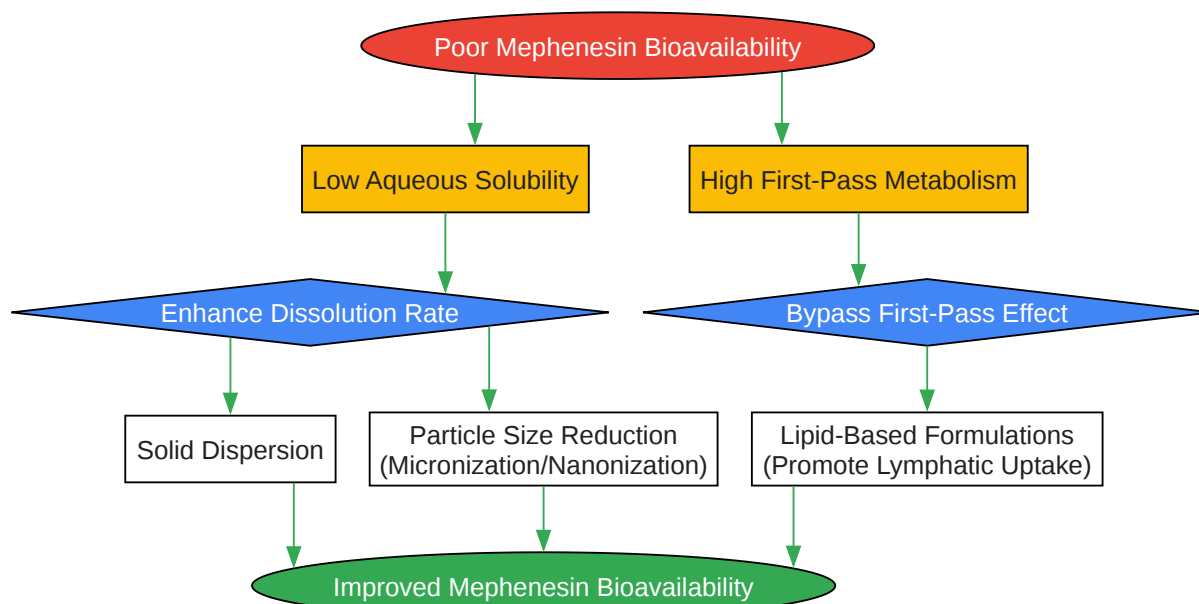 Poor Mephenesin Bioavailability
Low Aqueous Solubility
High First-Pass Metabolism
Enhance Dissolution Rate
Bypass First-Pass Effect
Solid Dispersion
Particle Size Reduction
(Micronization/Nanonization)
Lipid-Based Formulations
(Promote Lymphatic Uptake)
Improved Mephenesin Bioavailability